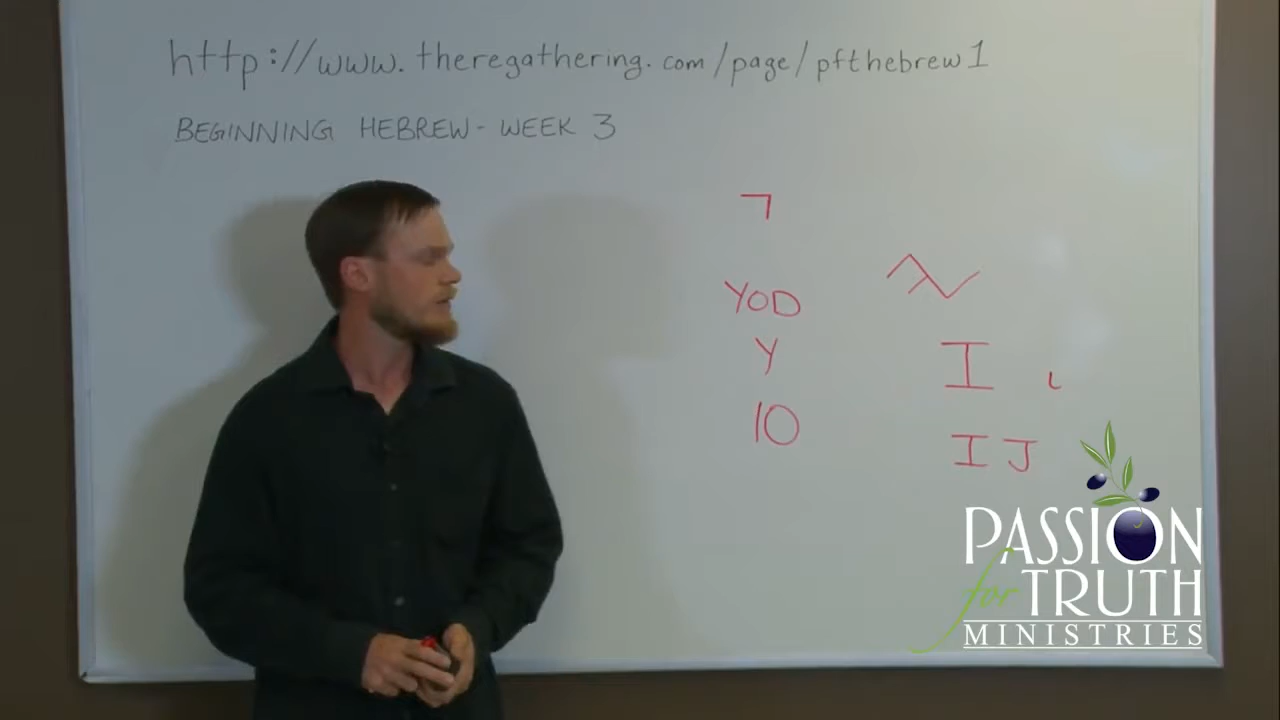 http://www.theregathering.com/page/pfthebrew1
BEGINNING HEBREW - WEEK 3
י
YOD
Y
10
I ι
I J
PASSION
for TRUTH
MINISTRIES